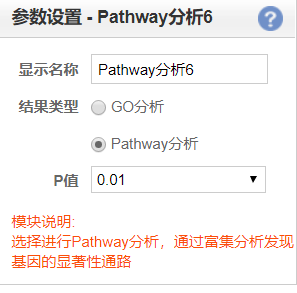 参数设置 - Pathway分析6
?
显示名称 Pathway分析6
结果类型 GO分析
Pathway分析
P值 0.01
模块说明:
选择进行Pathway分析，通过富集分析发现
基因的显著性通路